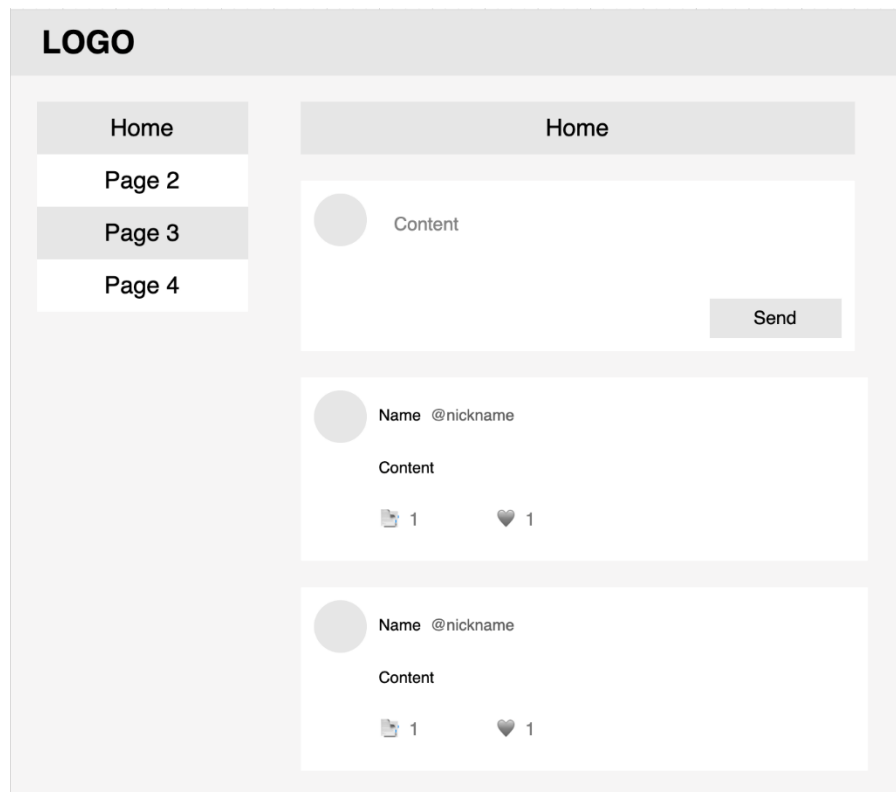 LOGO
Home
Page 2
Page 3
Page 4
Home
Content
Send
Name @nickname
Content
1 1
Name @nickname
Content
1 1